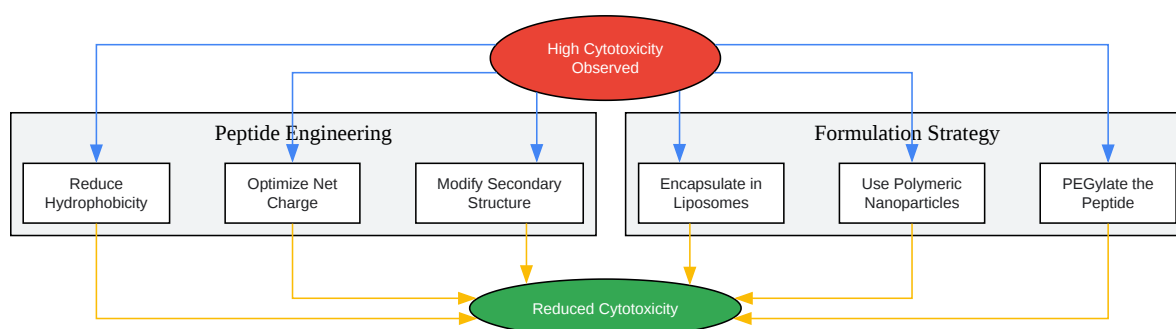 High Cytotoxicity
Observed
Peptide Engineering
Formulation Strategy
Reduce
Hydrophobicity
Optimize Net
Charge
Modify Secondary
Structure
Encapsulate in
Liposomes
Use Polymeric
Nanoparticles
PEGylate the
Peptide
Reduced Cytotoxicity